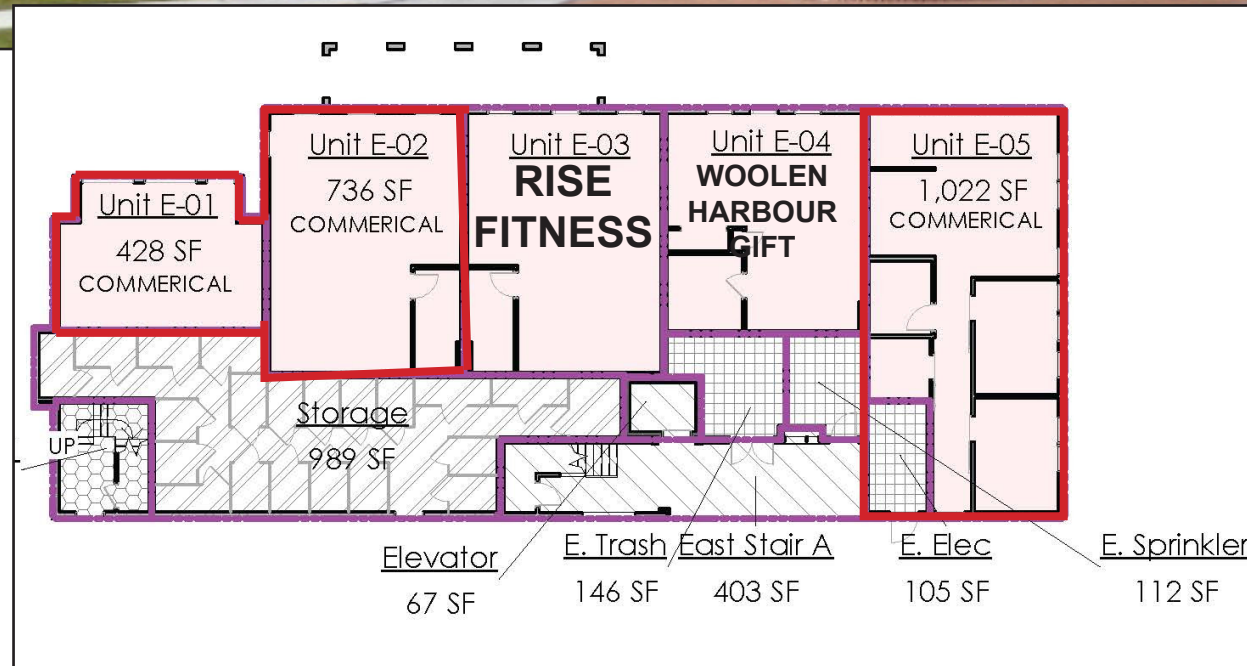 Unit E-01
428 SF
COMMERICAL
Unit E-02
736 SF
COMMERICAL
Unit E-03
RISE
FITNESS
Unit E-04
WOOLEN
HARBOUR
GIFT
Unit E-05
1,022 SF
COMMERICAL
UP
Storage
989 SF
Elevator
67 SF
E. Trash
146 SF
East Stair A
403 SF
E. Elec
105 SF
E. Sprinkler
112 SF